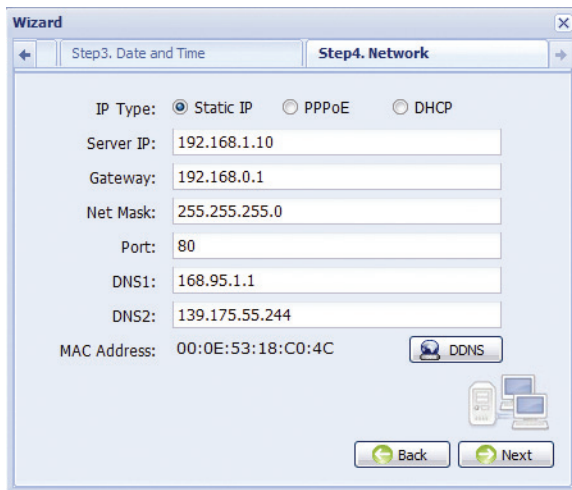 Wizard
Step3. Date and Time Step4. Network
IP Type: Static IP PPPoE DHCP
Server IP: 192.168.1.10
Gateway: 192.168.0.1
Net Mask: 255.255.255.0
Port: 80
DNS1: 168.95.1.1
DNS2: 139.175.55.244
MAC Address: 00:0E:53:18:C0:4C DDNS
Back Next